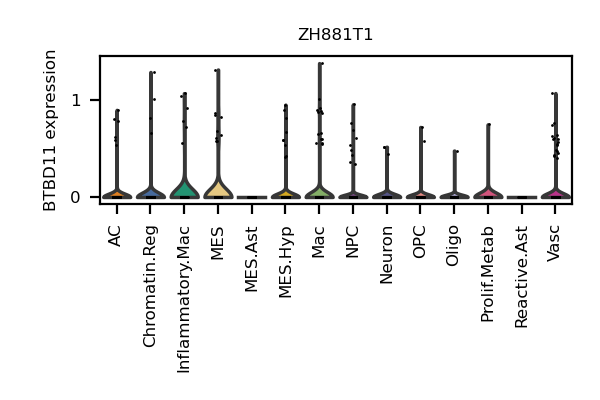 ZH881T1
BTBD11 expression
1
0
AC
Chromatin.Reg
Inflammatory.Mac
MES
MES.Ast
MES.Hyp
Mac
NPC
Neuron
OPC
Oligo
Prolif.Metab
Reactive.Ast
Vasc